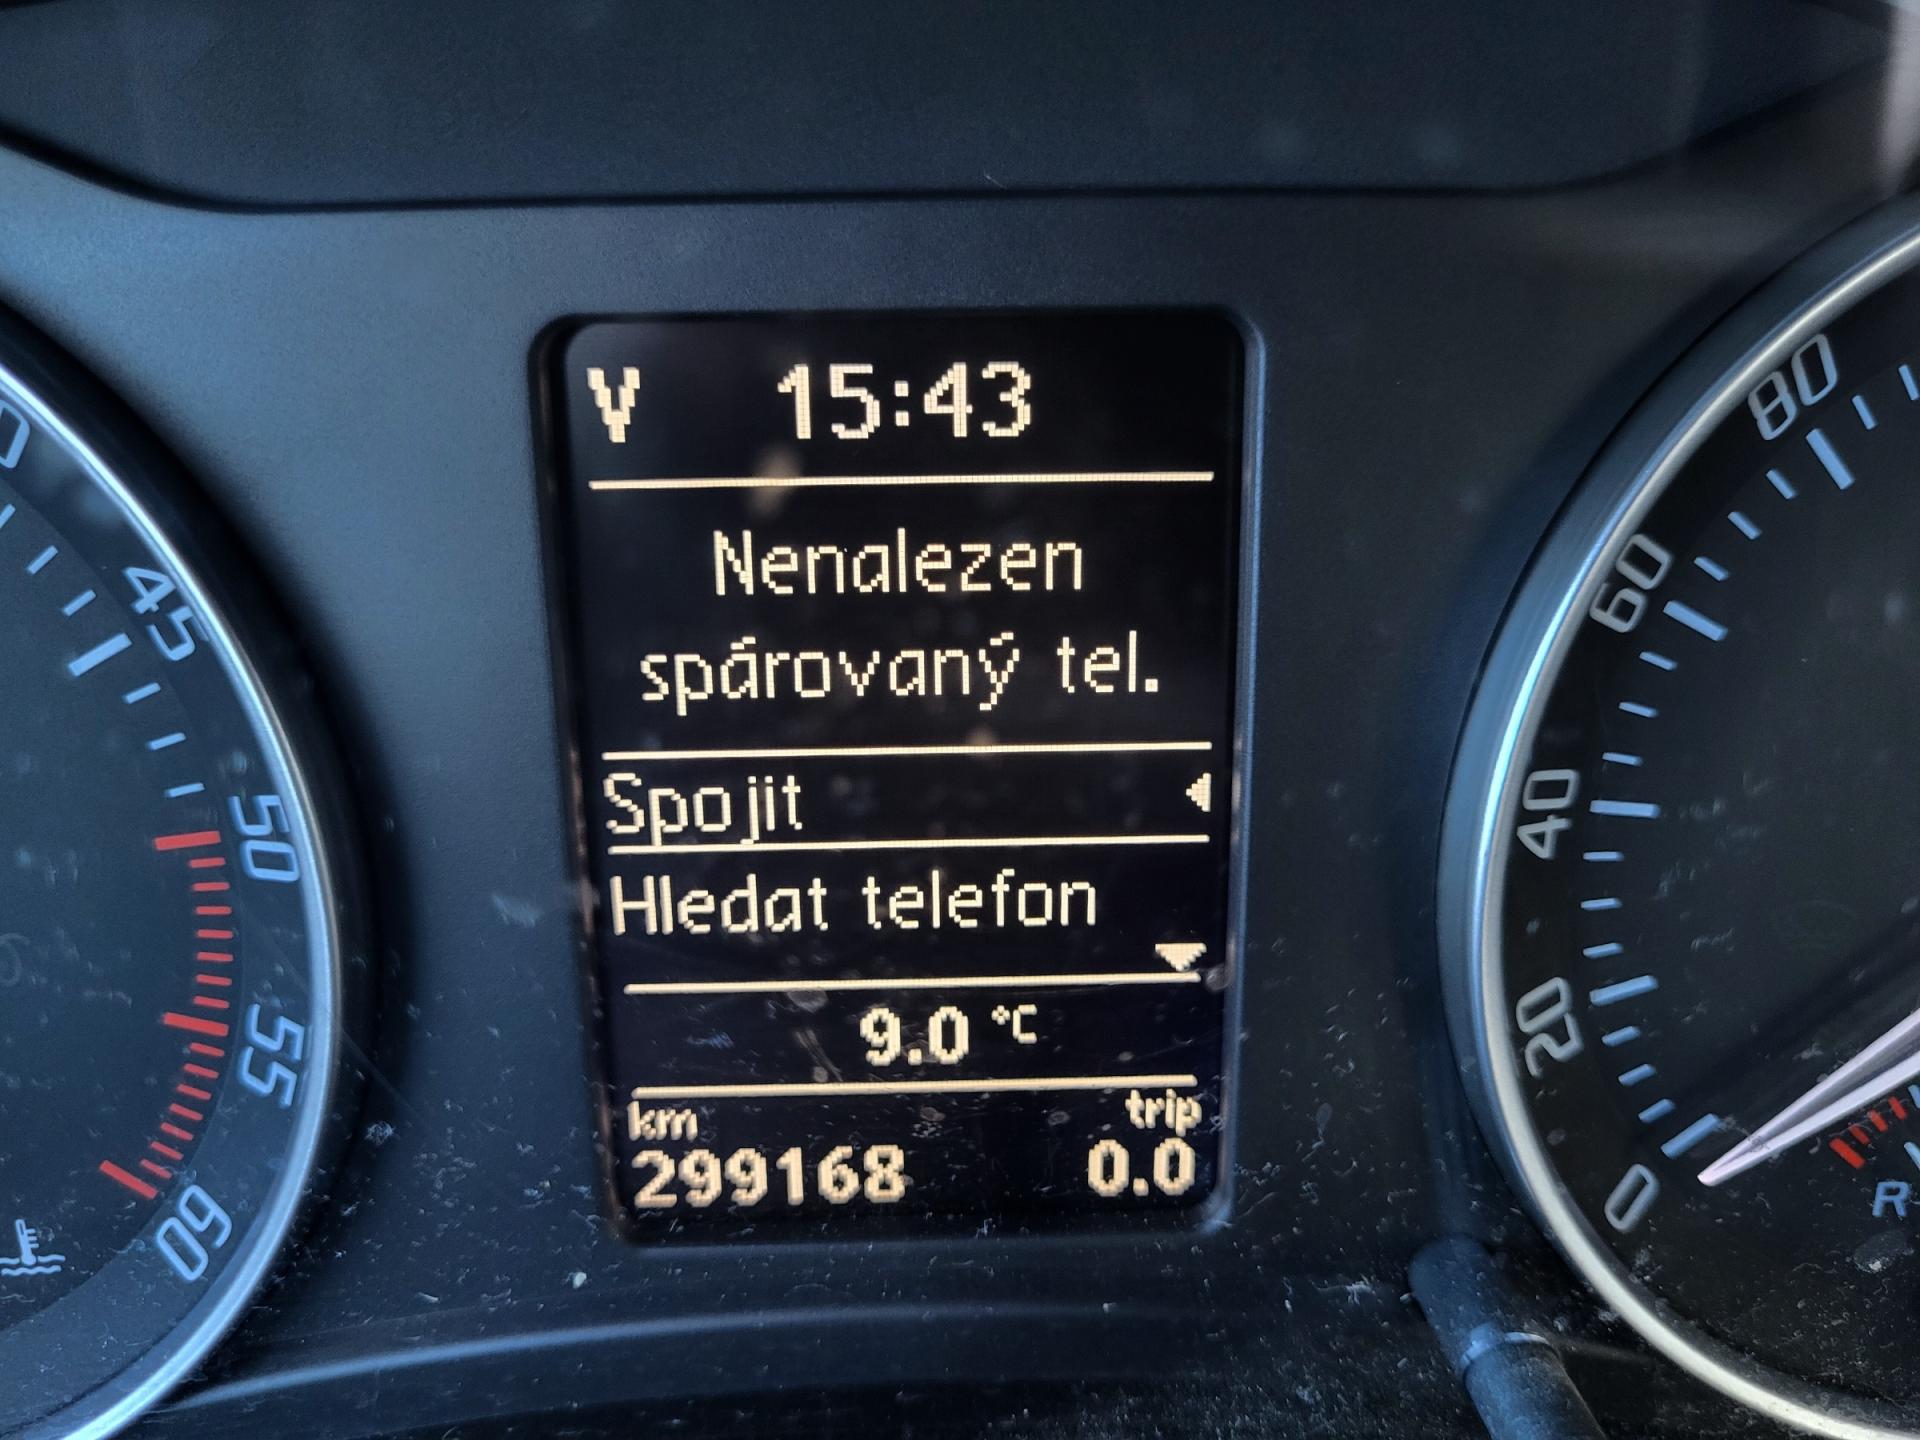 V 15:43
Nenalezen
spárovaný tel.
Spojit
Hledat telefon
9.0 °C
km trip
299168 0.0
45
50
55
60
80
60
40
20
0
R